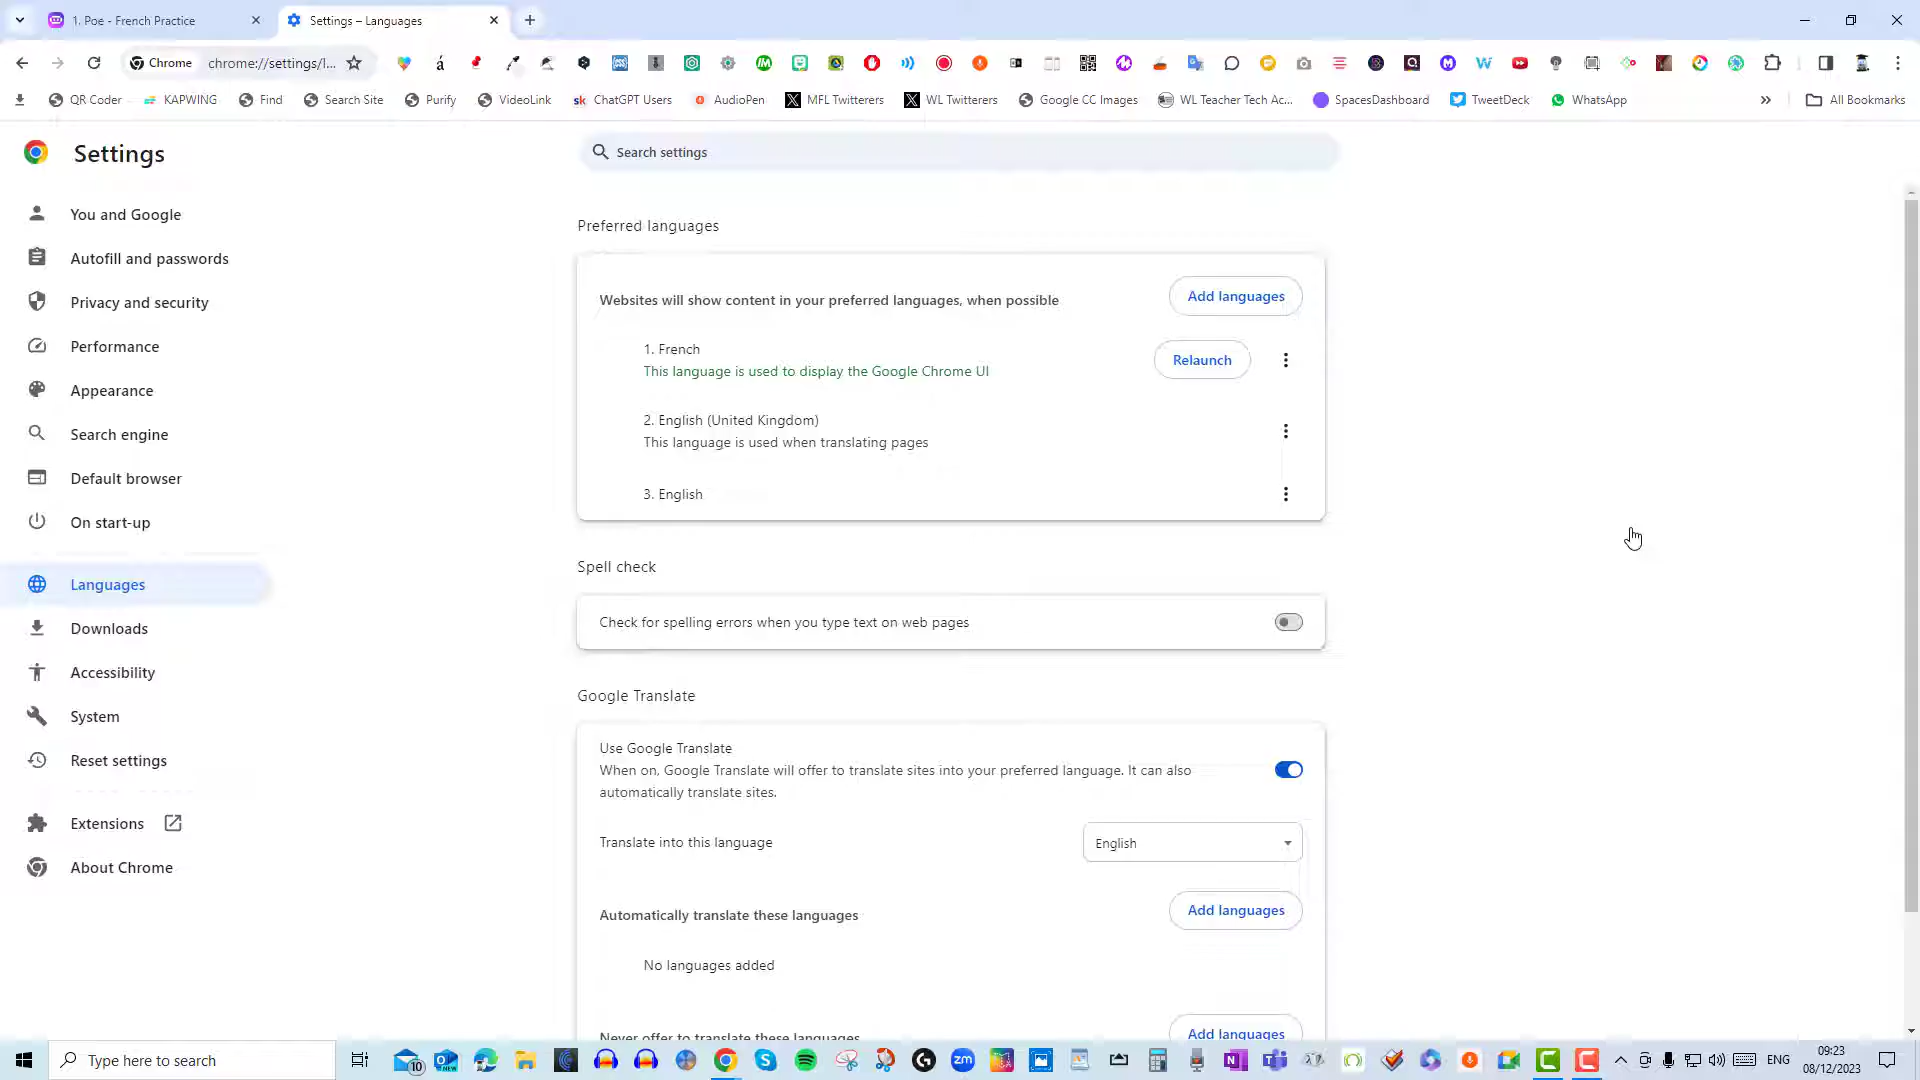 1. Poe - French Practice
Settings – Languages
Chrome
chrome://settings/l...
QR Coder
KAPWING
Find
Search Site
Purify
VideoLink
ChatGPT Users
AudioPen
MFL Twitterers
WL Twitterers
Google CC Images
WL Teacher Tech Ac...
SpacesDashboard
TweetDeck
WhatsApp
All Bookmarks
Settings
Search settings
You and Google
Autofill and passwords
Privacy and security
Performance
Appearance
Search engine
Default browser
On start-up
Languages
Downloads
Accessibility
System
Reset settings
Extensions
About Chrome
Preferred languages
Websites will show content in your preferred languages, when possible
Add languages
1. French
This language is used to display the Google Chrome UI
Relaunch
2. English (United Kingdom)
This language is used when translating pages
3. English
Spell check
Check for spelling errors when you type text on web pages
Google Translate
Use Google Translate
When on, Google Translate will offer to translate sites into your preferred language. It can also
automatically translate sites.
Translate into this language
English
Automatically translate these languages
Add languages
No languages added
Never offer to translate these languages
Add languages
Type here to search
10
ENG
09:23
08/12/2023